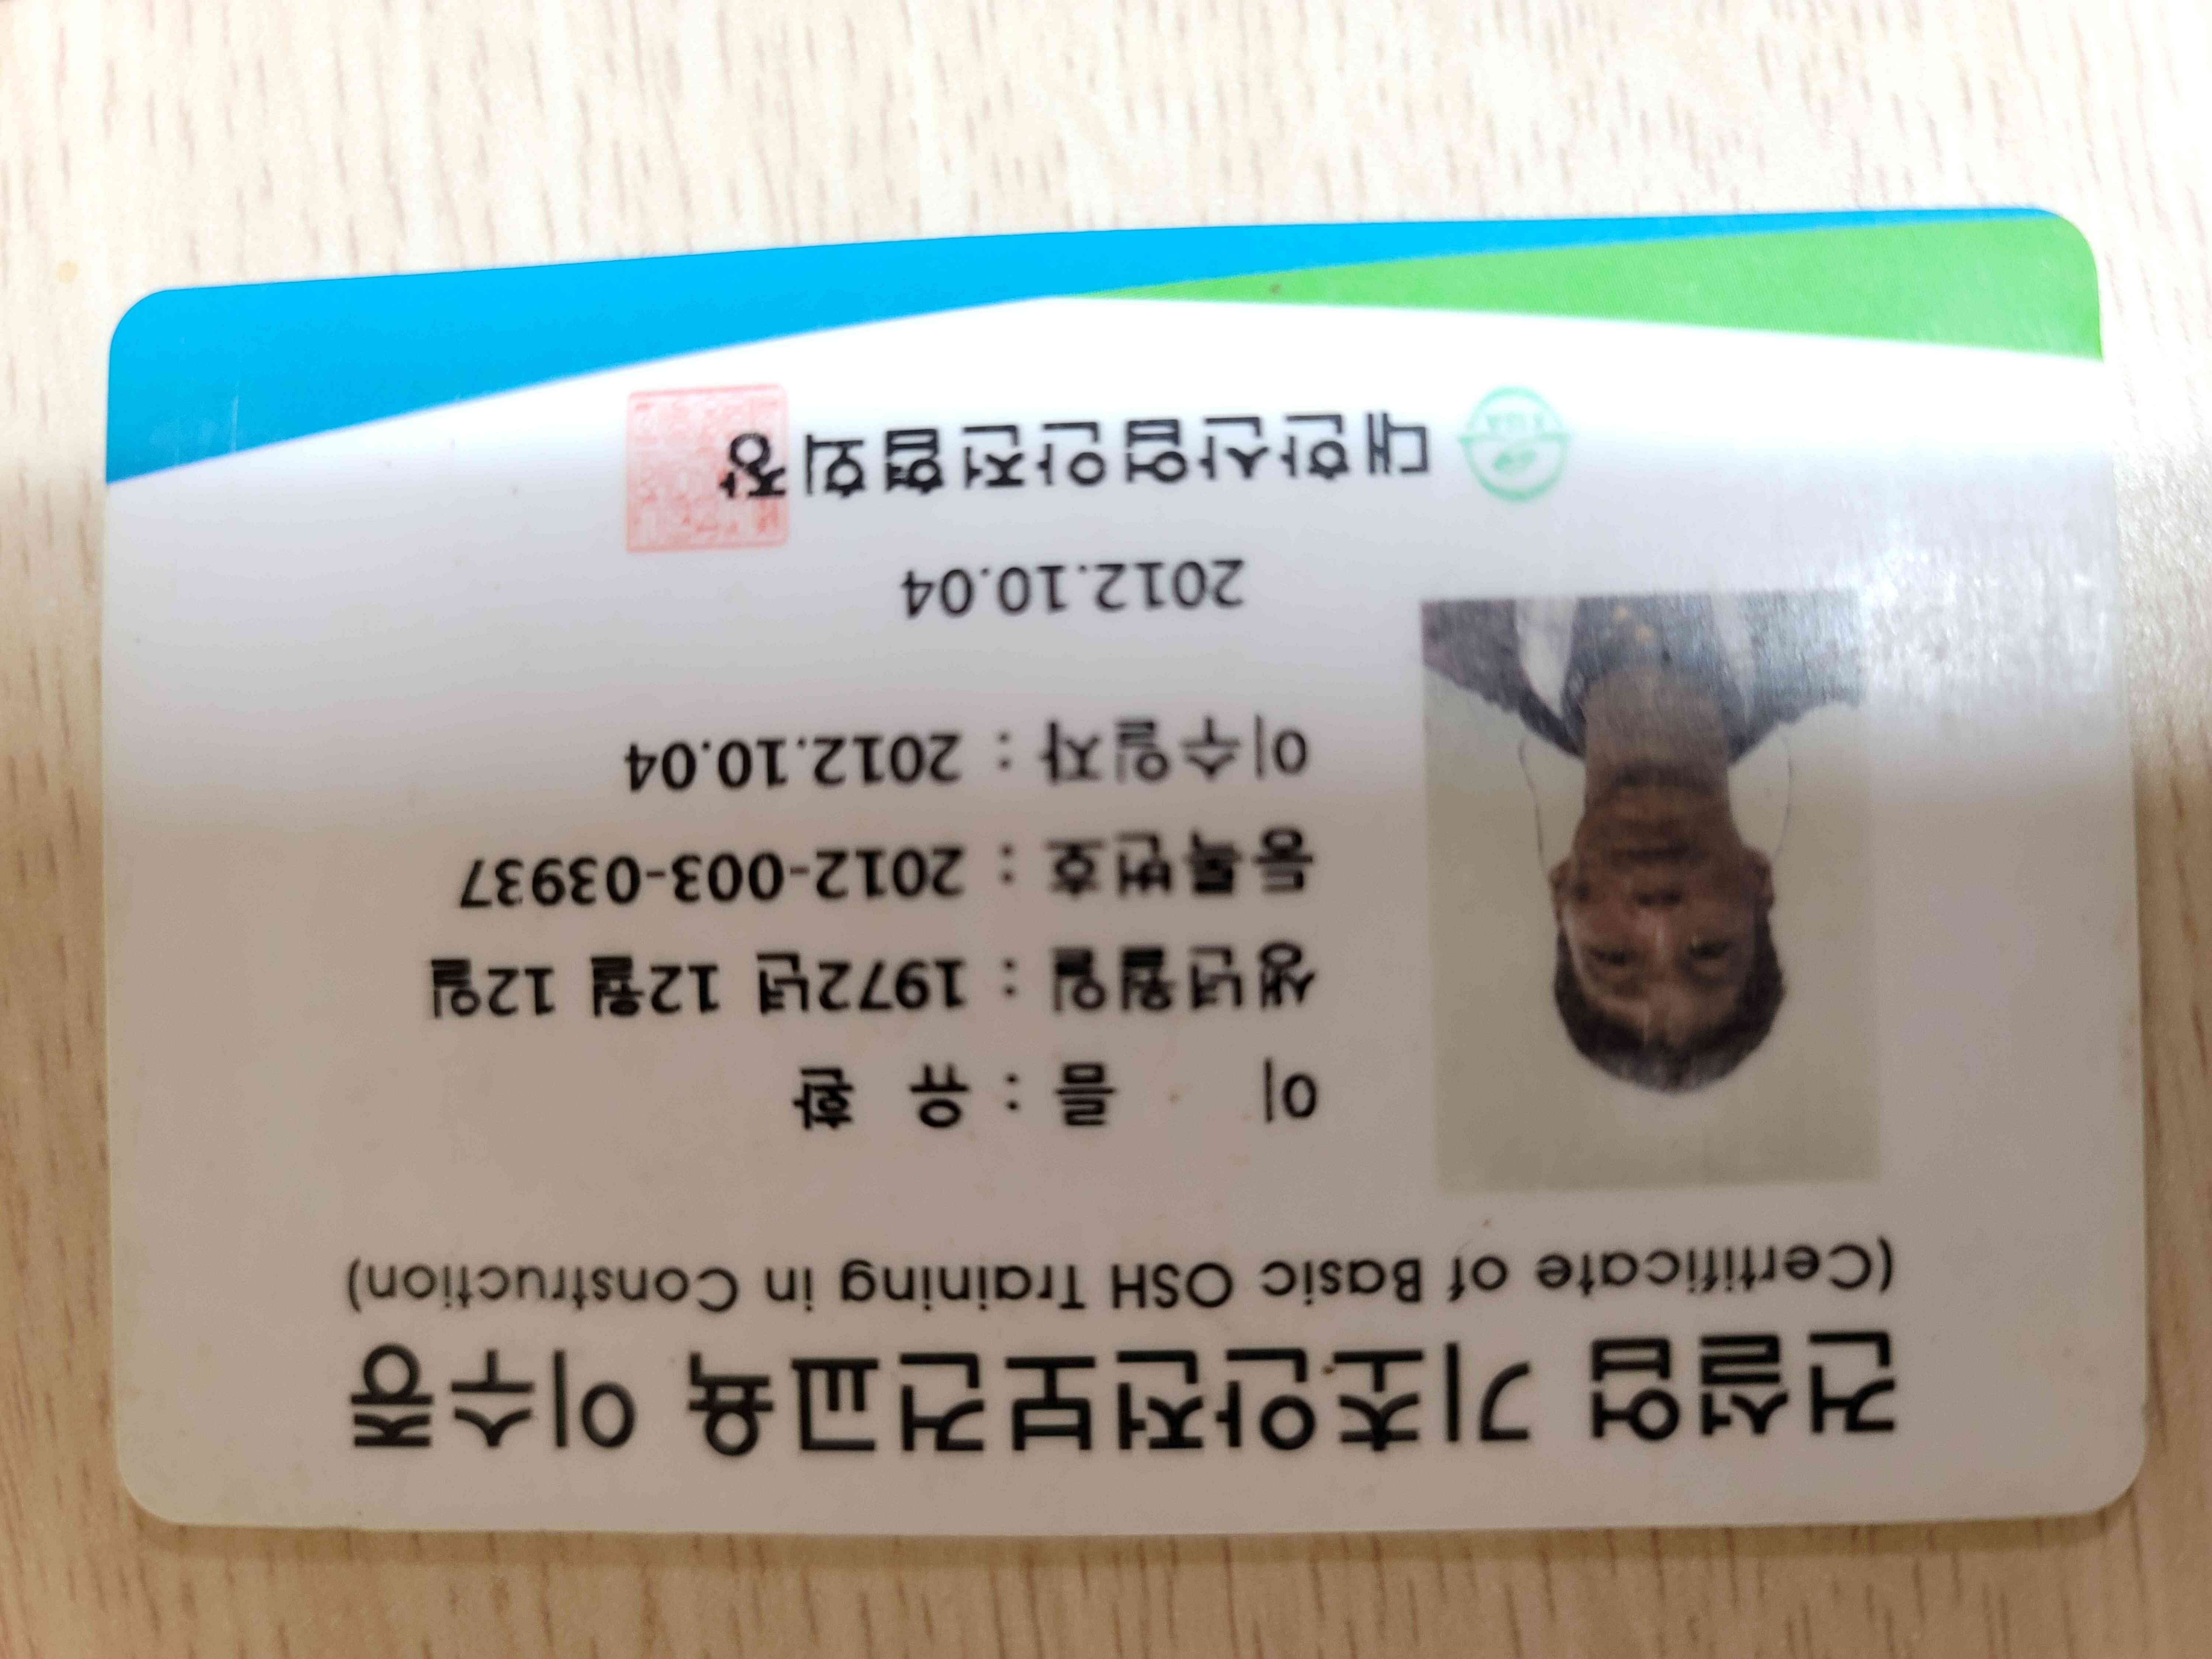 건설업 기초안전보건교육 이수증
(Certificate of Basic OSH Training in Construction)
이 름 : 유 환
생년월일 : 1972년 12월 12일
등록번호 : 2012-003-03937
이수일자 : 2012.10.04
2012.10.04
대한산업안전협회장